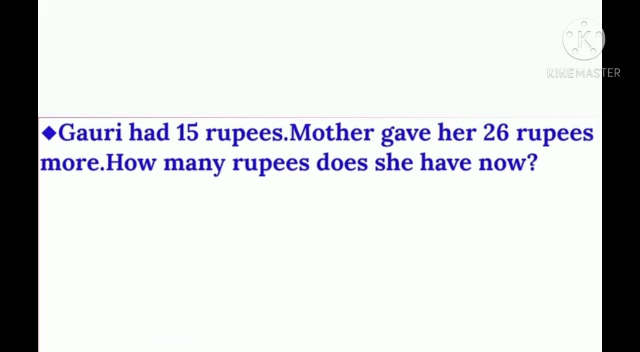 KINEMASTER
◆Gauri had 15 rupees.Mother gave her 26 rupees
more.How many rupees does she have now?